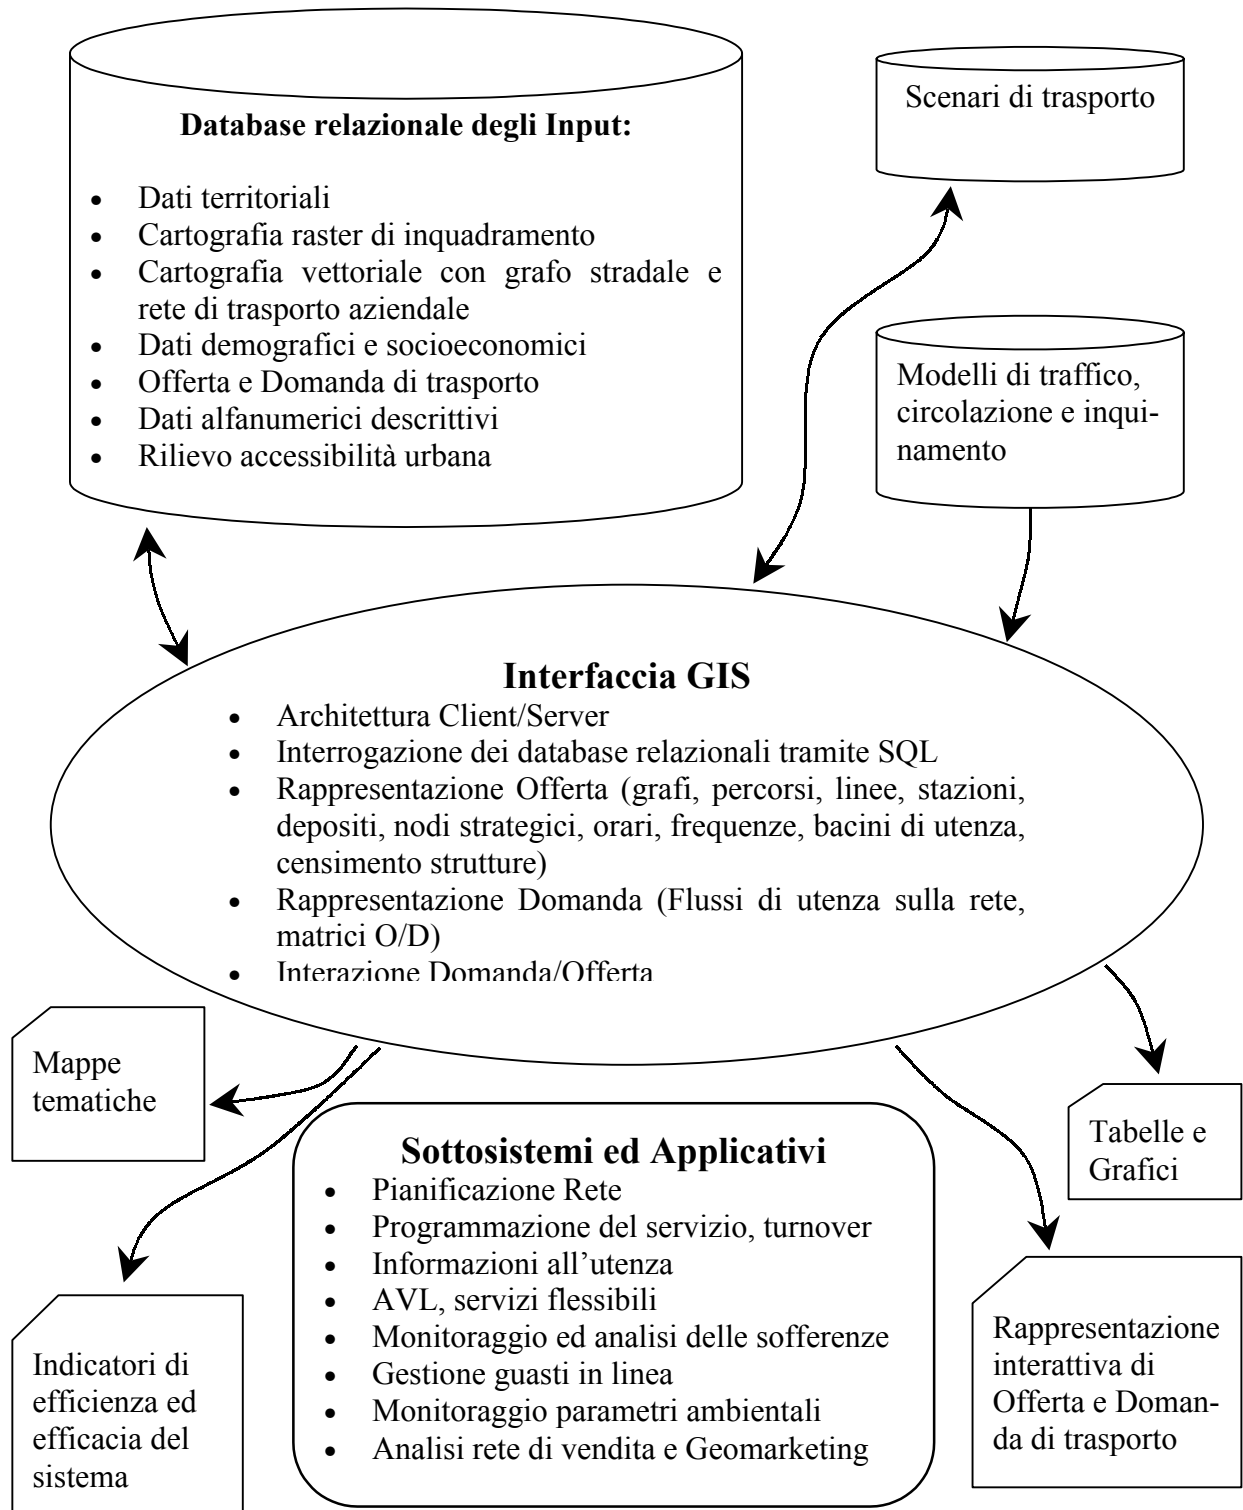 Database relazionale degli Input:
• Dati territoriali
• Cartografia raster di inquadramento
• Cartografia vettoriale con grafo stradale e
rete di trasporto aziendale
• Dati demografici e socioeconomici
• Offerta e Domanda di trasporto
• Dati alfanumerici descrittivi
• Rilievo accessibilità urbana
Scenari di trasporto
Modelli di traffico,
circolazione e inqui-
namento
Interfaccia GIS
• Architettura Client/Server
• Interrogazione dei database relazionali tramite SQL
• Rappresentazione Offerta (grafi, percorsi, linee, stazioni,
depositi, nodi strategici, orari, frequenze, bacini di utenza,
censimento strutture)
• Rappresentazione Domanda (Flussi di utenza sulla rete,
matrici O/D)
• Interazione Domanda/Offerta
Mappe
tematiche
Tabelle e
Grafici
Sottosistemi ed Applicativi
• Pianificazione Rete
• Programmazione del servizio, turnover
• Informazioni all’utenza
• AVL, servizi flessibili
• Monitoraggio ed analisi delle sofferenze
• Gestione guasti in linea
• Monitoraggio parametri ambientali
• Analisi rete di vendita e Geomarketing
Indicatori di
efficienza ed
efficacia del
sistema
Rappresentazione
interattiva di
Offerta e Doman-
da di trasporto